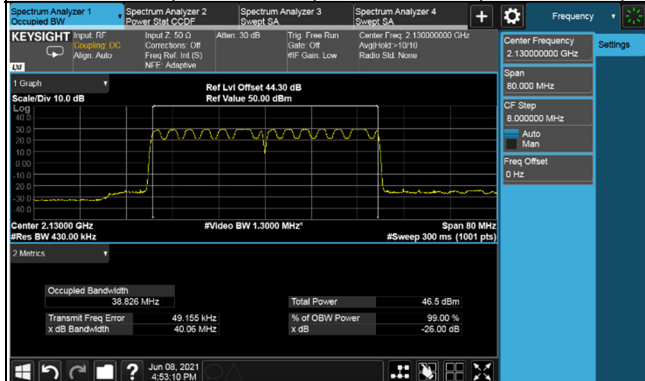 Spectrum Analyzer 1
Occupied BW
Spectrum Analyzer 2
Power Stat CCDF
Spectrum Analyzer 3
Swept SA
Spectrum Analyzer 4
Swept SA
+
Frequency
KEYSIGHT
Input: RF
Coupling: DC
Align: Auto
Input Z: 50 Ω
Corrections: Off
Freq Ref: Int (S)
NFE: Adaptive
Atten: 30 dB
Trig: Free Run
Gate: Off
#IF Gain: Low
Center Freq: 2.130000000 GHz
Avg|Hold:>10/10
Radio Std: None
LXI
Center Frequency
2.130000000 GHz
Settings
Span
80.000 MHz
CF Step
8.000000 MHz
Auto
Man
Freq Offset
0 Hz
1 Graph
Scale/Div 10.0 dB
Ref Lvl Offset 44.30 dB
Ref Value 50.00 dBm
Log
40.0
30.0
20.0
10.0
0.00
-10.0
-20.0
-30.0
-40.0
Center 2.13000 GHz
#Res BW 430.00 kHz
#Video BW 1.3000 MHz*
Span 80 MHz
#Sweep 300 ms (1001 pts)
2 Metrics
Occupied Bandwidth
38.826 MHz
Total Power
46.5 dBm
Transmit Freq Error
49.155 kHz
% of OBW Power
99.00 %
x dB Bandwidth
40.06 MHz
x dB
-26.00 dB
?
Jun 08, 2021
4:53:10 PM